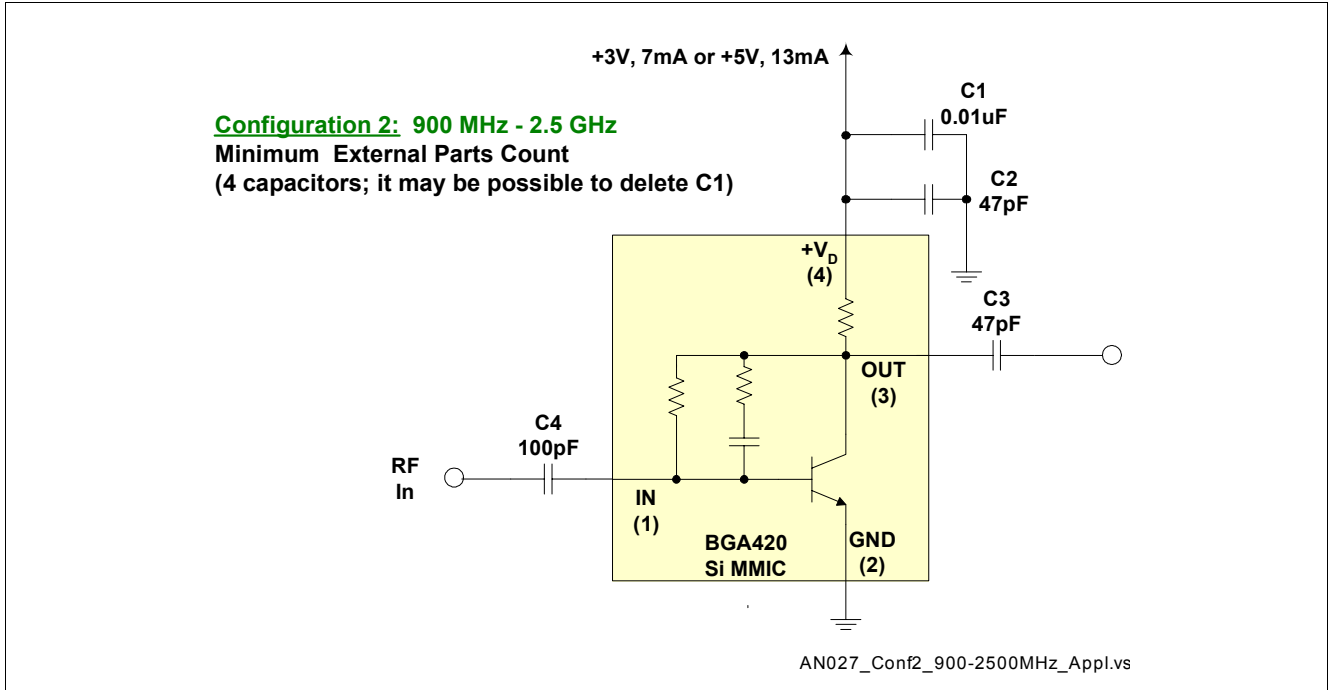 +3V, 7mA or +5V, 13mA
C1
0.01uF
Configuration 2: 900 MHz - 2.5 GHz
Minimum External Parts Count
(4 capacitors; it may be possible to delete C1)
C2
47pF
+VD
(4)
C3
47pF
OUT
(3)
C4
100pF
RF
In
IN
(1)
BGA420
Si MMIC
GND
(2)
AN027_Conf2_900-2500MHz_Appl.vs